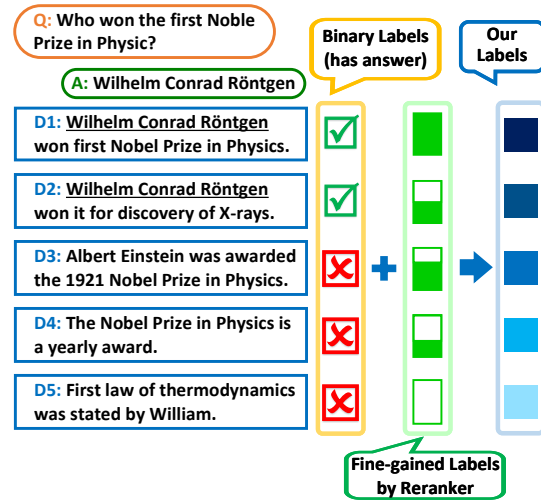 Q: Who won the first Noble
Prize in Physic?
A: Wilhelm Conrad Röntgen
Binary Labels
(has answer)
Our
Labels
D1: Wilhelm Conrad Röntgen
won first Nobel Prize in Physics.
D2: Wilhelm Conrad Röntgen
won it for discovery of X-rays.
D3: Albert Einstein was awarded
the 1921 Nobel Prize in Physics.
D4: The Nobel Prize in Physics is
a yearly award.
D5: First law of thermodynamics
was stated by William.
Fine-gained Labels
by Reranker